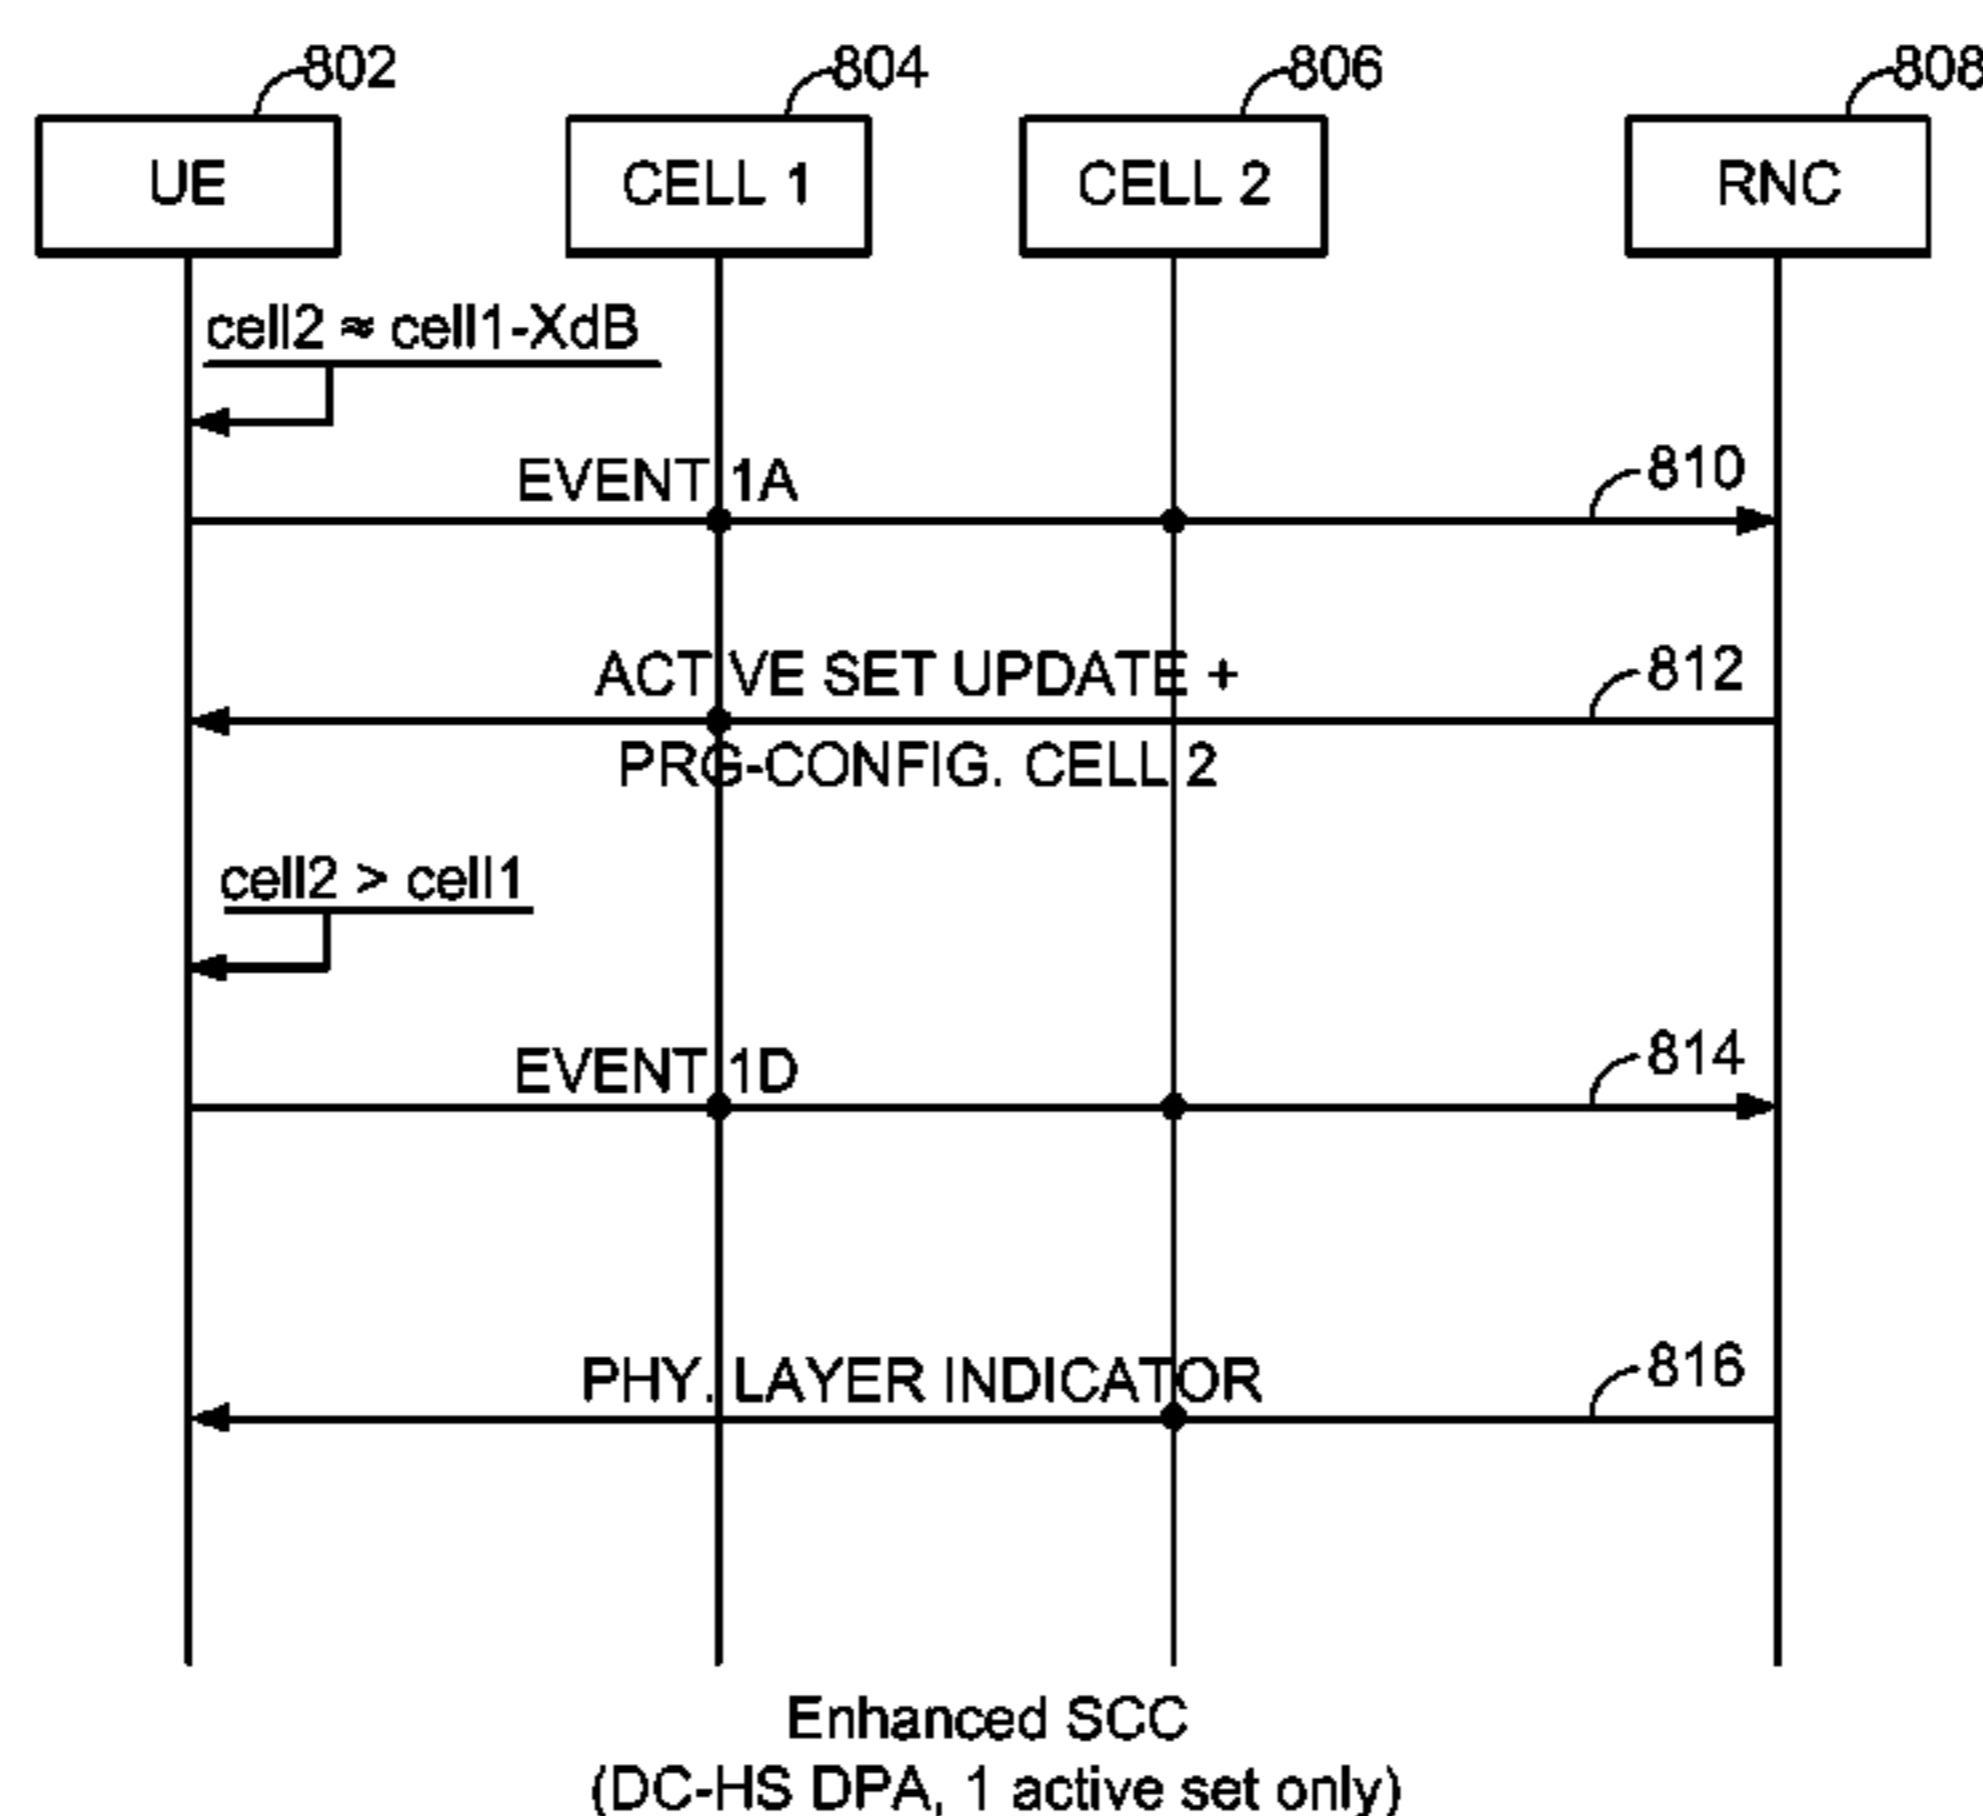 802
804
806
808
UE
CELL 1
CELL 2
RNC
cell2 ≈ cell1-XdB
EVENT 1A
810
ACTIVE SET UPDATE +
812
PRG-CONFIG. CELL 2
cell2 > cell1
EVENT 1D
814
PHY. LAYER INDICATOR
816
Enhanced SCC
(DC-HS DPA, 1 active set only)